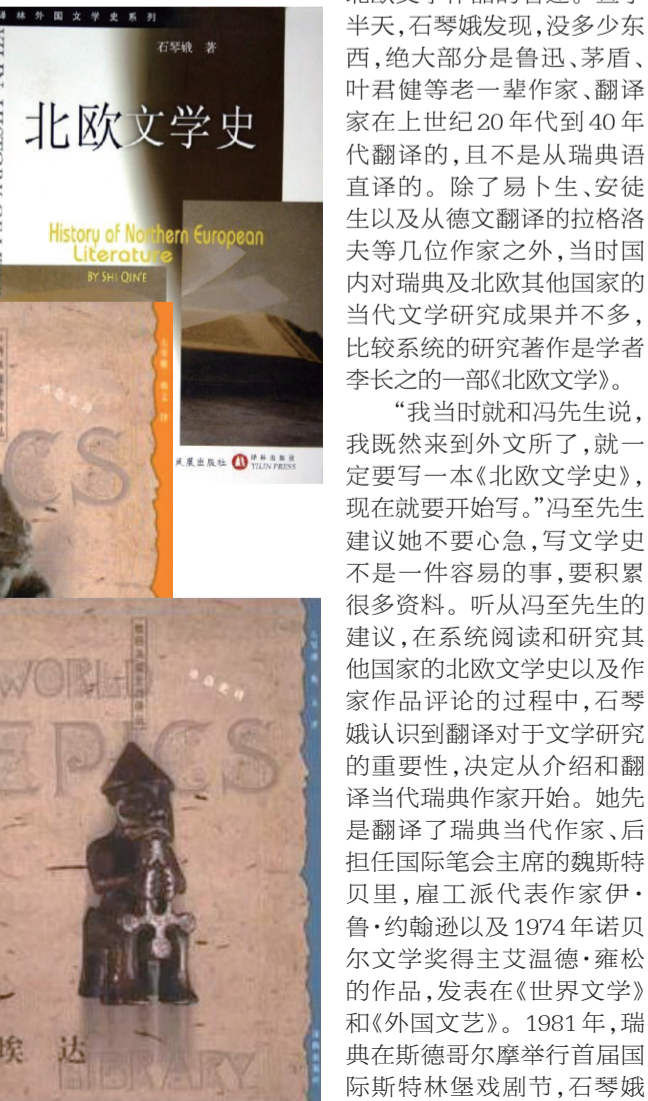 译林外国文学史系列
石琴娥 著
北欧文学史
History of Northern European
Literature
BY SHI QIN'E
凤凰出版社 译林出版社
YILIN PRESS
CS
WORLD
EPICS
埃达
LIBRARY
半天,石琴娥发现,没多少东
西,绝大部分是鲁迅、茅盾、
叶君健等老一辈作家、翻译
家在上世纪20年代到40年
代翻译的,且不是从瑞典语
直译的。除了易卜生、安徒
生以及从德文翻译的拉格洛
夫等几位作家之外,当时国
内对瑞典及北欧其他国家的
当代文学研究成果并不多,
比较系统的研究著作是学者
李长之的一部《北欧文学》。
“我当时就和冯先生说,
我既然来到外文所了,就一
定要写一本《北欧文学史》,
现在就要开始写。”冯至先生
建议她不要心急,写文学史
不是一件容易的事,要积累
很多资料。听从冯至先生的
建议,在系统阅读和研究其
他国家的北欧文学史以及作
家作品评论的过程中,石琴
娥认识到翻译对于文学研究
的重要性,决定从介绍和翻
译当代瑞典作家开始。她先
是翻译了瑞典当代作家、后
担任国际笔会主席的魏斯特
贝里,雇工派代表作家伊·
鲁·约翰逊以及1974年诺贝
尔文学奖得主艾温德·雍松
的作品,发表在《世界文学》
和《外国文艺》。1981年,瑞
典在斯德哥尔摩举行首届国
际斯特林堡戏剧节,石琴娥